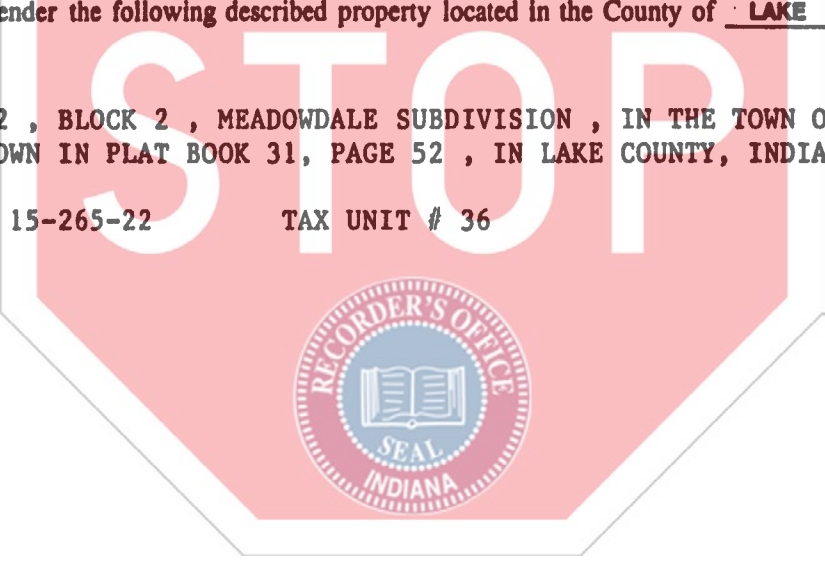 ender the following described property located in the County of LAKE
STOP
2 , BLOCK 2 , MEADOWDALE SUBDIVISION , IN THE TOWN O
OWN IN PLAT BOOK 31, PAGE 52 , IN LAKE COUNTY, INDIA
15-265-22 TAX UNIT # 36
RECORDER'S OFFICE
SEAL
INDIANA